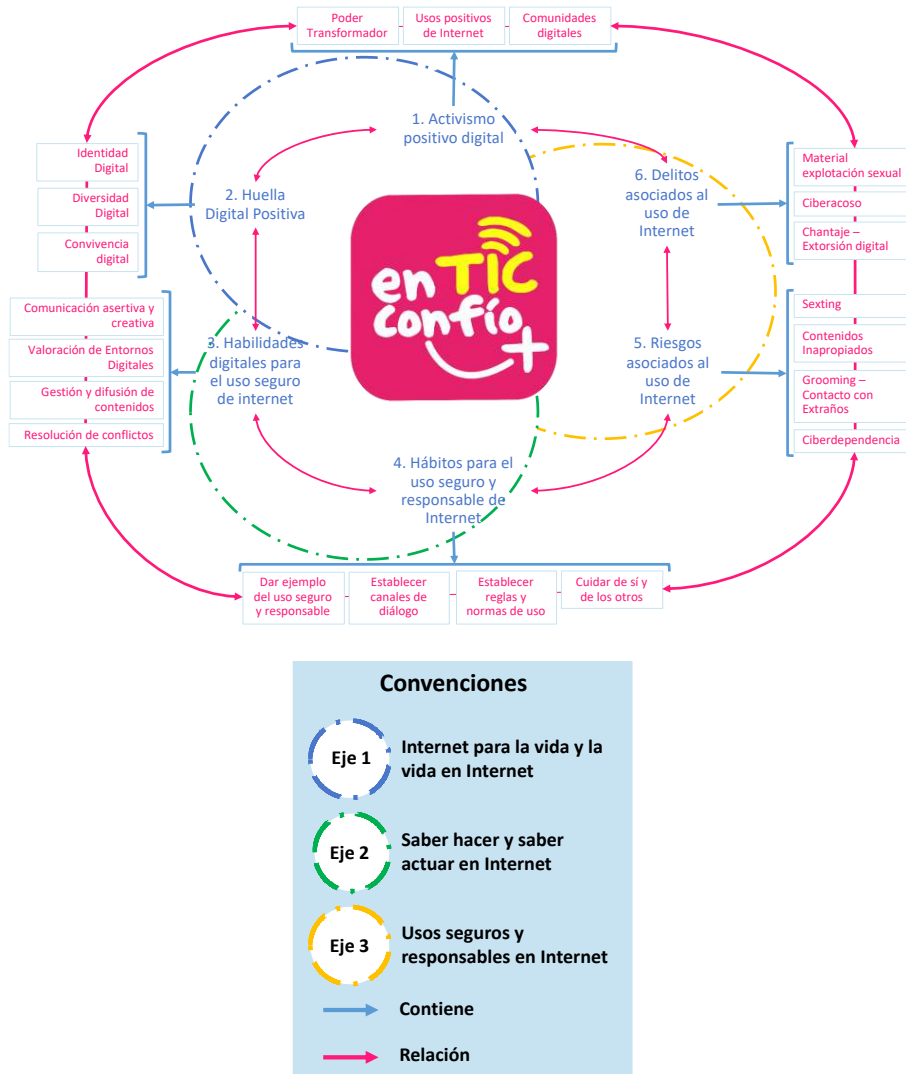 Poder
Transformador
Usos positivos
de Internet
Comunidades
digitales
1. Activismo
positivo digital
Identidad
Digital
Diversidad
Digital
Convivencia
digital
2. Huella
Digital Positiva
6. Delitos
asociados al
uso de
Internet
Material
explotación sexual
Ciberacoso
Chantaje –
Extorsión digital
en TIC
confío
+
Comunicación asertiva y
creativa
Valoración de Entornos
Digitales
Gestión y difusión de
contenidos
Resolución de conflictos
3. Habilidades
digitales para
el uso seguro
de internet
5. Riesgos
asociados al
uso de
Internet
Sexting
Contenidos
Inapropiados
Grooming –
Contacto con
Extraños
Ciberdependencia
4. Hábitos para el
uso seguro y
responsable de
Internet
Dar ejemplo
del uso seguro
y responsable
Establecer
canales de
diálogo
Establecer
reglas y
normas de uso
Cuidar de sí y
de los otros
Convenciones
Eje 1
Internet para la vida y la
vida en Internet
Eje 2
Saber hacer y saber
actuar en Internet
Eje 3
Usos seguros y
responsables en Internet
Contiene
Relación